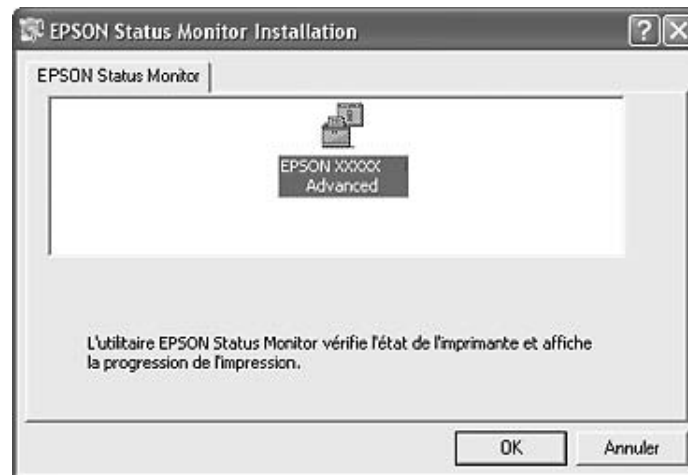 EPSON Status Monitor Installation
EPSON Status Monitor
EPSON XXXXX
Advanced
L'utilitaire EPSON Status Monitor vérifie l'état de l'imprimante et affiche
la progression de l'impression.
OK
Annuler